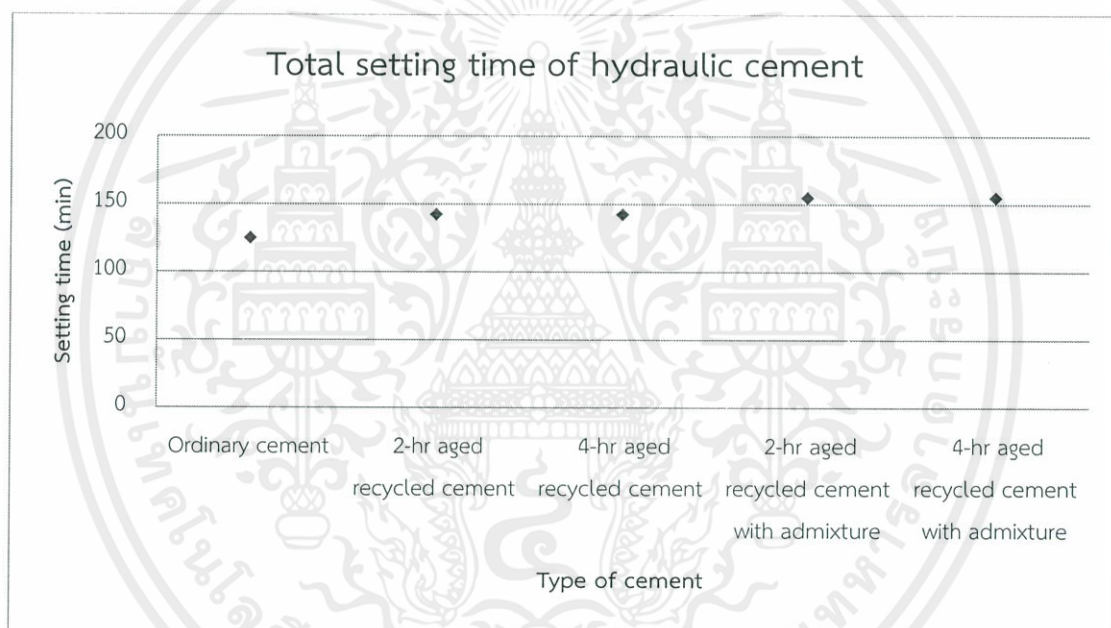 Total setting time of hydraulic cement
Setting time (min)
200
150
100
50
0
Ordinary cement
2-hr aged
recycled cement
4-hr aged
recycled cement
2-hr aged
recycled cement
with admixture
4-hr aged
recycled cement
with admixture
Type of cement